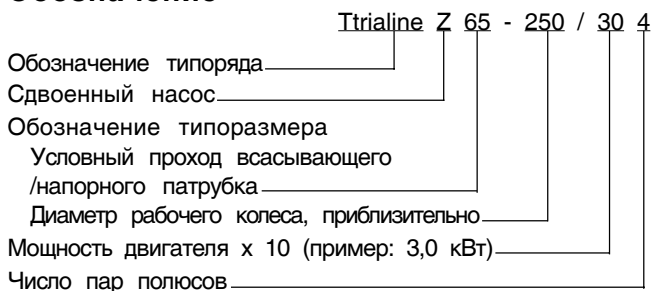 Ttrialine Z 65 - 250 / 30 4
Обозначение типоряда
Сдвоенный насос
Обозначение типоразмера
Условный проход всасывающего
/напорного патрубка
Диаметр рабочего колеса, приблизительно
Мощность двигателя x 10 (пример: 3,0 кВт)
Число пар полюсов